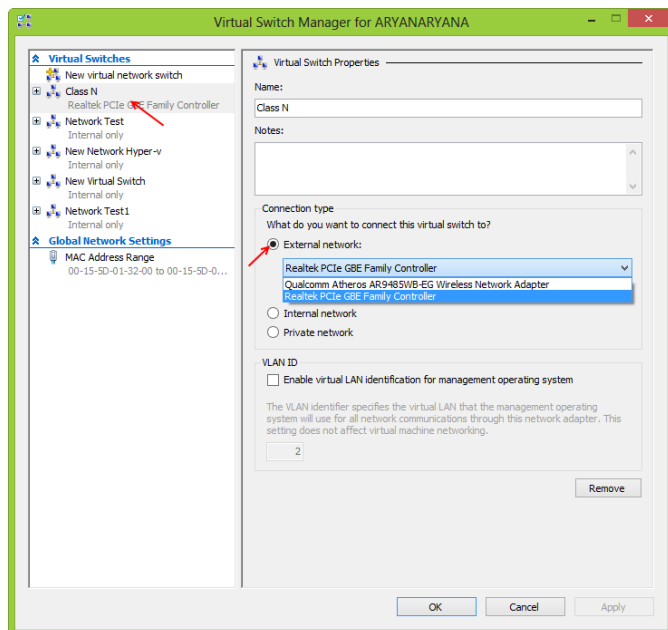 Virtual Switch Manager for ARYANARYANA
Virtual Switches
New virtual network switch
Class N
Realtek PCIe GBE Family Controller
Network Test
Internal only
New Network Hyper-v
Internal only
New Virtual Switch
Internal only
Network Test1
Internal only
Global Network Settings
MAC Address Range
00-15-5D-01-32-00 to 00-15-5D-0...
Virtual Switch Properties
Name:
Class N
Notes:
Connection type
What do you want to connect this virtual switch to?
External network:
Realtek PCIe GBE Family Controller
Qualcomm Atheros AR9485WB-EG Wireless Network Adapter
Realtek PCIe GBE Family Controller
Internal network
Private network
VLAN ID
Enable virtual LAN identification for management operating system
The VLAN identifier specifies the virtual LAN that the management operating
system will use for all network communications through this network adapter. This
setting does not affect virtual machine networking.
2
Remove
OK
Cancel
Apply